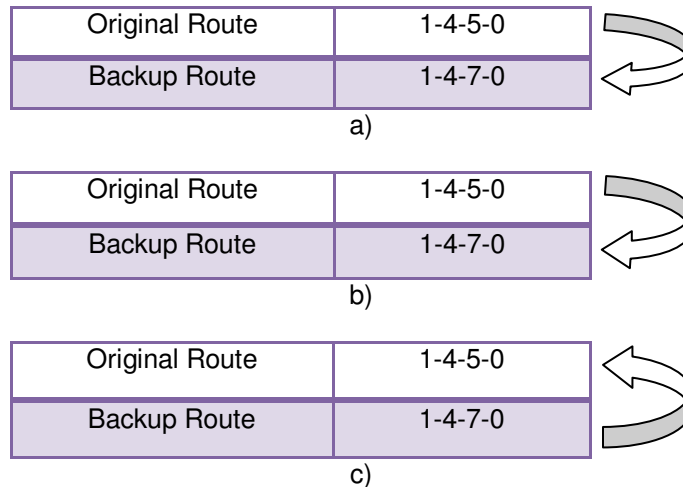 Original Route 1-4-5-0
Backup Route 1-4-7-0
a)
Original Route 1-4-5-0
Backup Route 1-4-7-0
b)
Original Route 1-4-5-0
Backup Route 1-4-7-0
c)